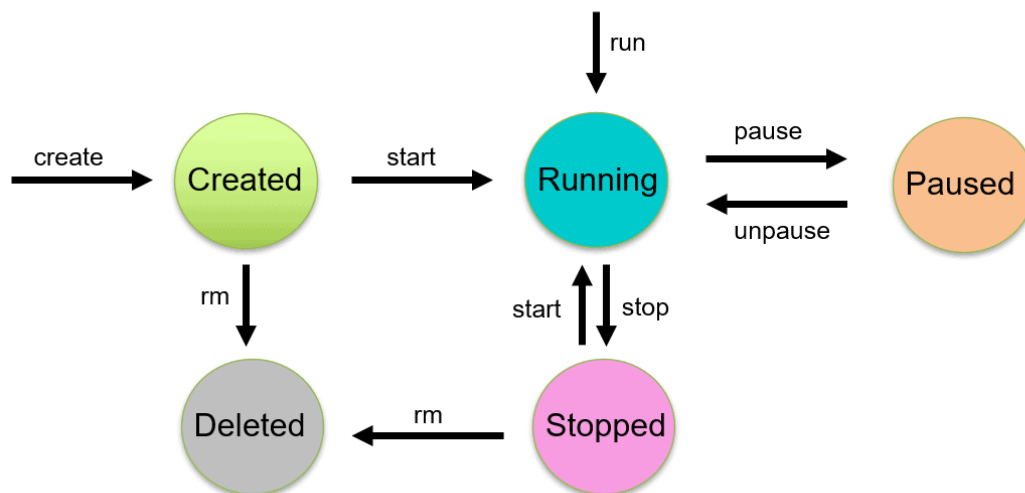 run
create
Created
start
Running
pause
Paused
unpause
rm
start
stop
Deleted
rm
Stopped